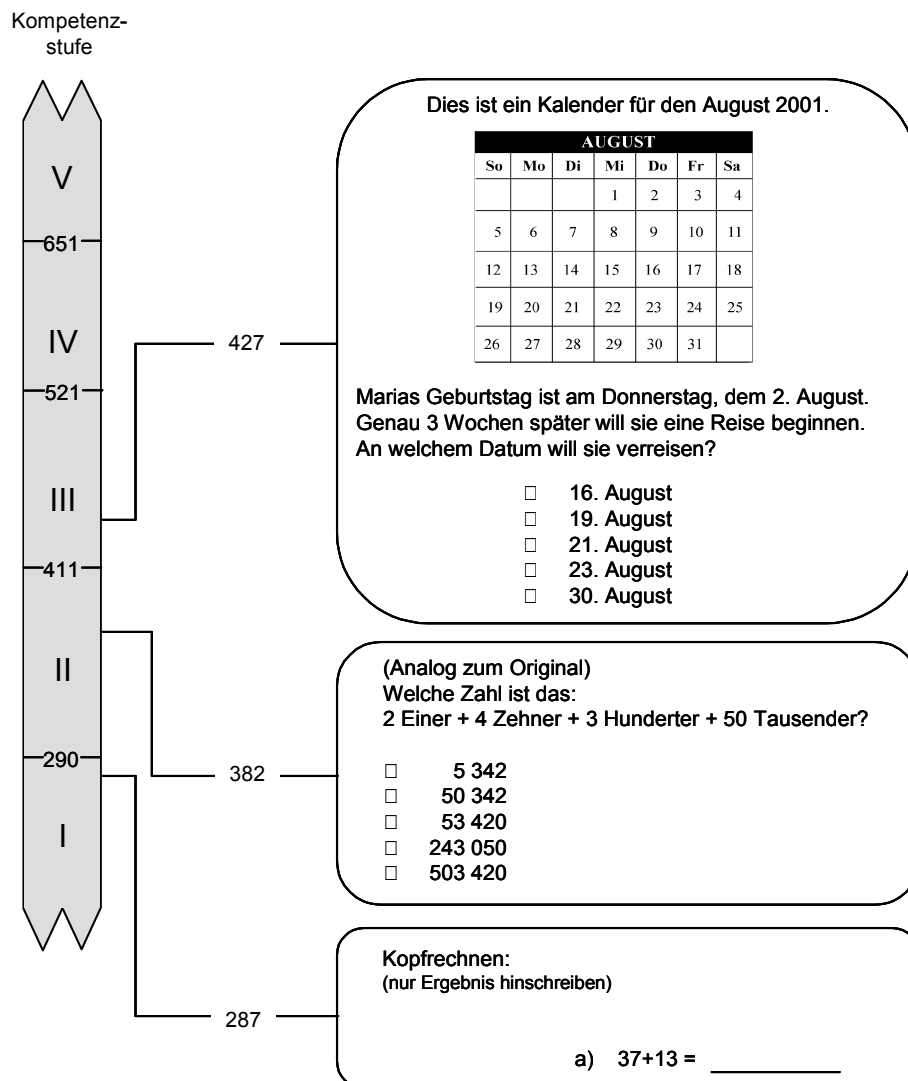 Kompetenz-
stufe
V
651
IV
521
III
411
II
290
I
427
Dies ist ein Kalender für den August 2001.
AUGUST
So Mo Di Mi Do Fr Sa
1 2 3 4
5 6 7 8 9 10 11
12 13 14 15 16 17 18
19 20 21 22 23 24 25
26 27 28 29 30 31
Marias Geburtstag ist am Donnerstag, dem 2. August.
Genau 3 Wochen später will sie eine Reise beginnen.
An welchem Datum will sie verreisen?
□ 16. August
□ 19. August
□ 21. August
□ 23. August
□ 30. August
382
(Analog zum Original)
Welche Zahl ist das:
2 Einer + 4 Zehner + 3 Hunderter + 50 Tausender?
□ 5 342
□ 50 342
□ 53 420
□ 243 050
□ 503 420
287
Kopfrechnen:
(nur Ergebnis hinschreiben)
a) 37+13 = ________